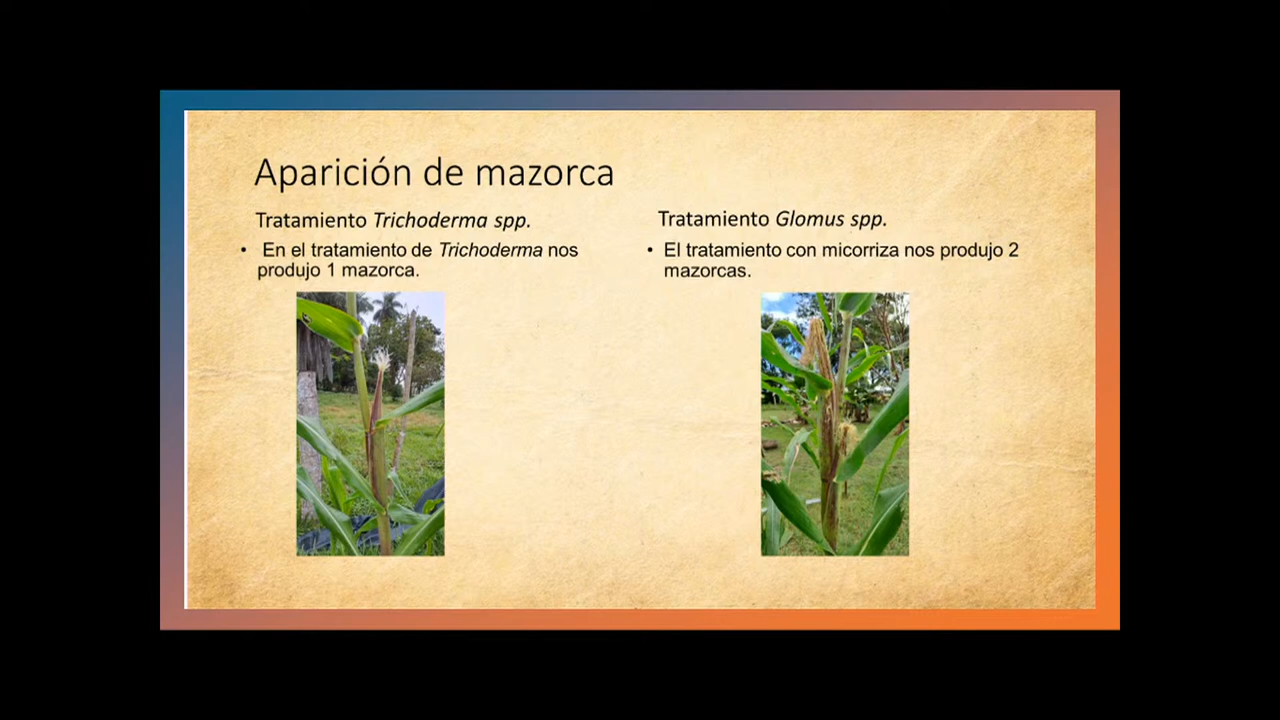 Aparición de mazorca
Tratamiento Trichoderma spp.
• En el tratamiento de Trichoderma nos
produjo 1 mazorca.
Tratamiento Glomus spp.
• El tratamiento con micorriza nos produjo 2
mazorcas.